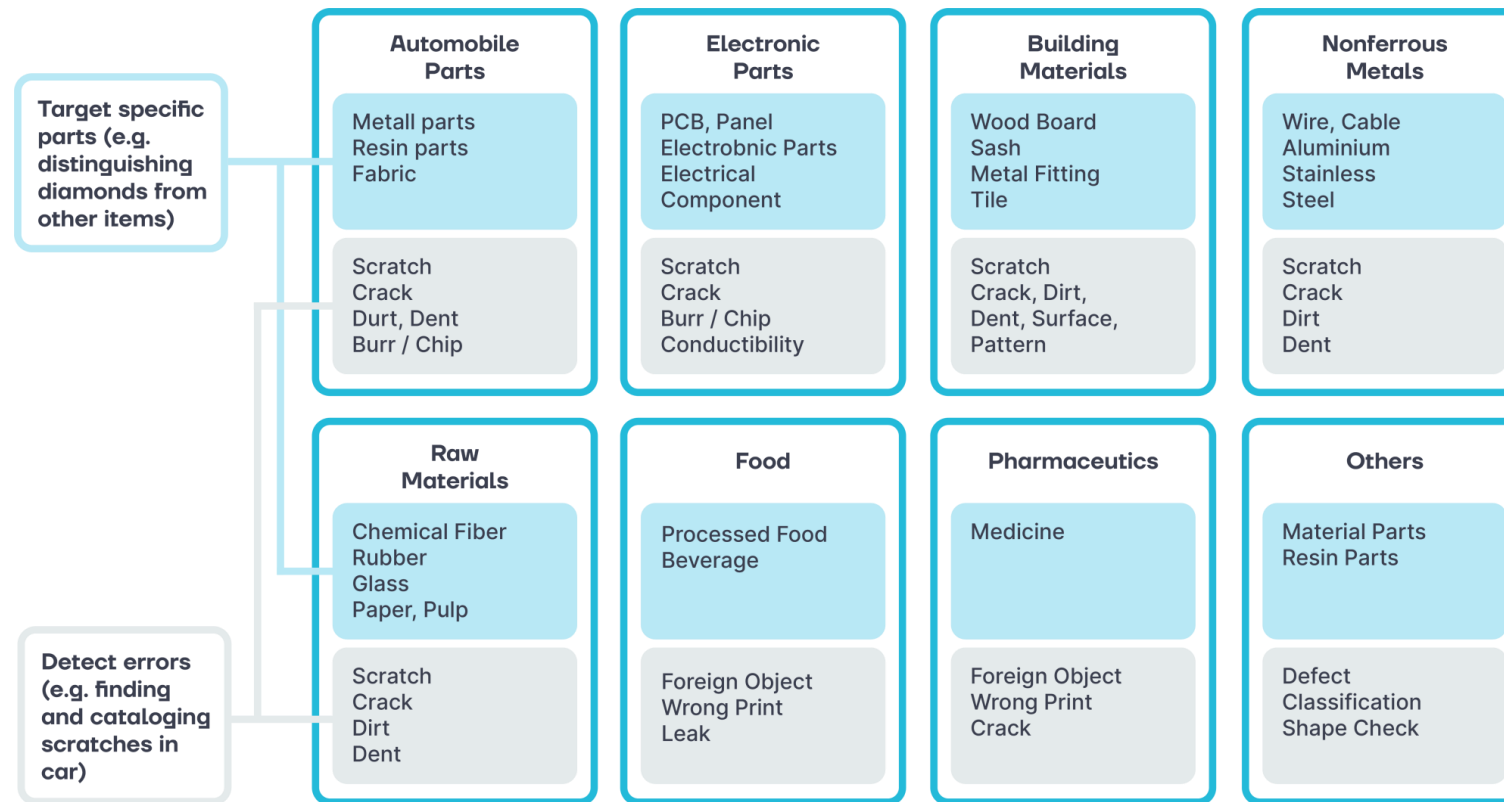 Target specific
parts (e.g.
distinguishing
diamonds from
other items)
Automobile
Parts
Metall parts
Resin parts
Fabric
Scratch
Crack
Durt, Dent
Burr / Chip
Electronic
Parts
PCB, Panel
Electrobnic Parts
Electrical
Component
Scratch
Crack
Burr / Chip
Conductibility
Building
Materials
Wood Board
Sash
Metal Fitting
Tile
Scratch
Crack, Dirt,
Dent, Surface,
Pattern
Nonferrous
Metals
Wire, Cable
Aluminium
Stainless
Steel
Scratch
Crack
Dirt
Dent
Detect errors
(e.g. finding
and cataloging
scratches in
car)
Raw
Materials
Chemical Fiber
Rubber
Glass
Paper, Pulp
Scratch
Crack
Dirt
Dent
Food
Processed Food
Beverage
Foreign Object
Wrong Print
Leak
Pharmaceutics
Medicine
Foreign Object
Wrong Print
Crack
Others
Material Parts
Resin Parts
Defect
Classification
Shape Check